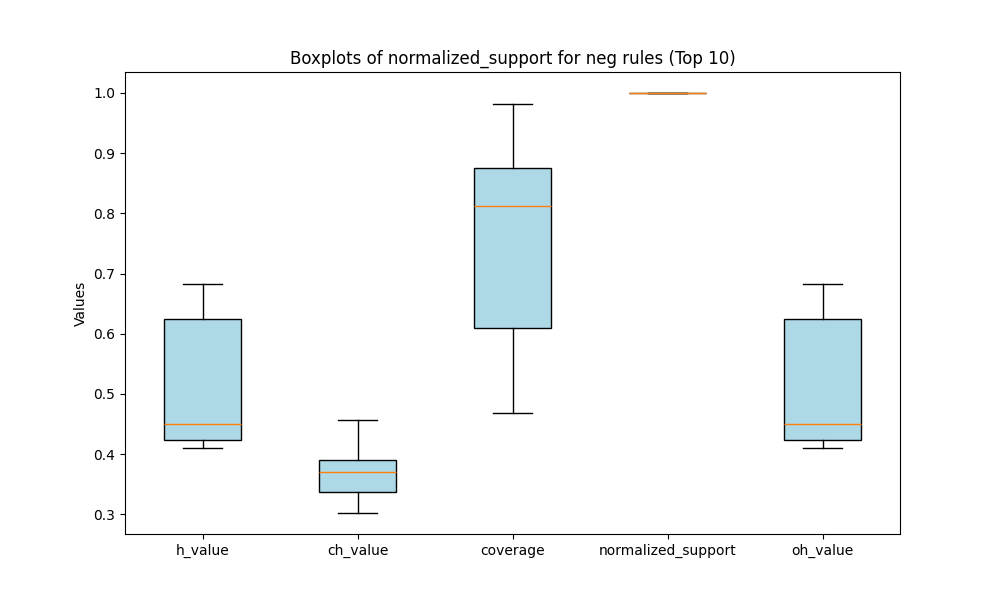 Boxplots of normalized_support for neg rules (Top 10)
Values
1.0
0.9
0.8
0.7
0.6
0.5
0.4
0.3
h_value
ch_value
coverage
normalized_support
oh_value